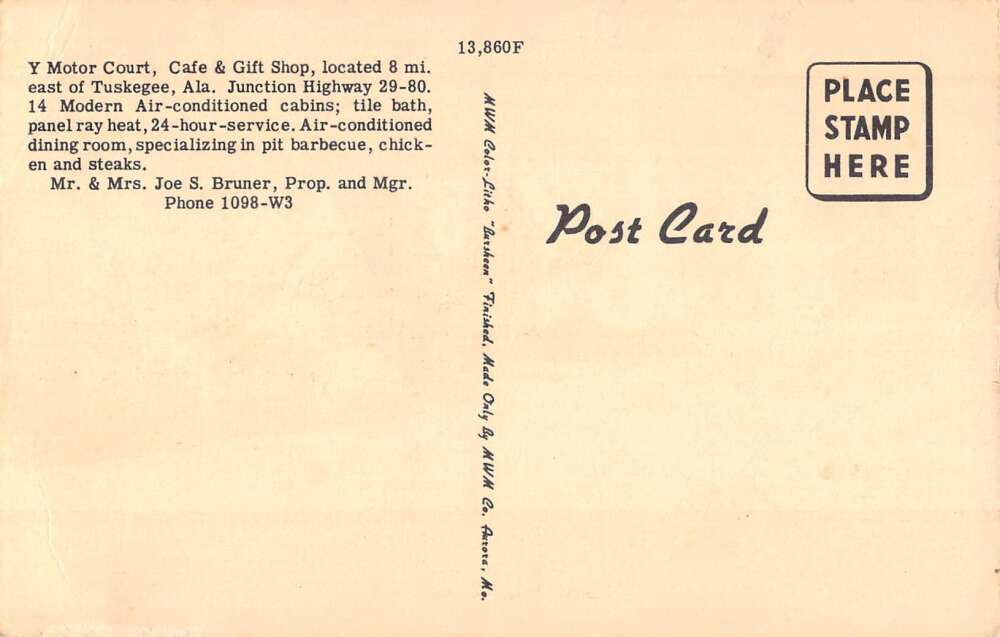 13,860F
Y Motor Court, Cafe & Gift Shop, located 8 mi.
east of Tuskegee, Ala. Junction Highway 29-80.
14 Modern Air-conditioned cabins; tile bath,
panel ray heat, 24-hour-service. Air-conditioned
dining room, specializing in pit barbecue, chick-
en and steaks.
Mr. & Mrs. Joe S. Bruner, Prop. and Mgr.
Phone 1098-W3
MWM Color-Litho "Bursheen" Finished. Made Only By MWM Co. Aurora, Mo.
PLACE
STAMP
HERE
Post Card